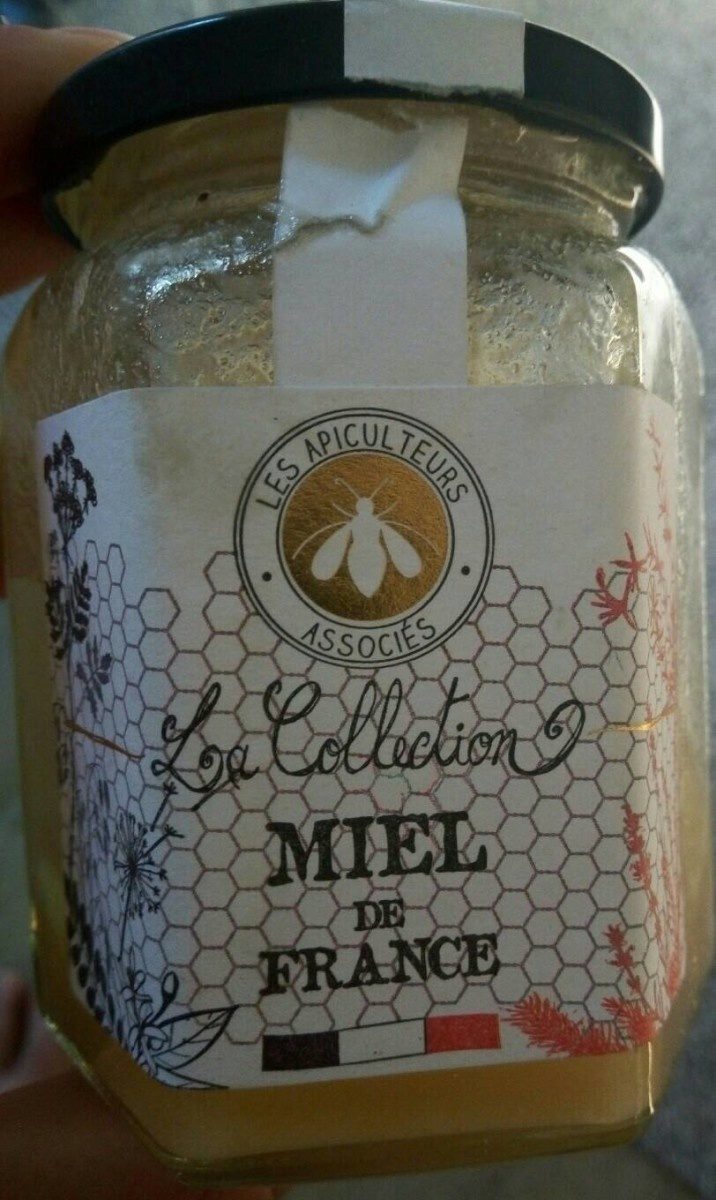 LES APICULTEURS
ASSOCIÉS
La Collection
MIEL
DE
FRANCE